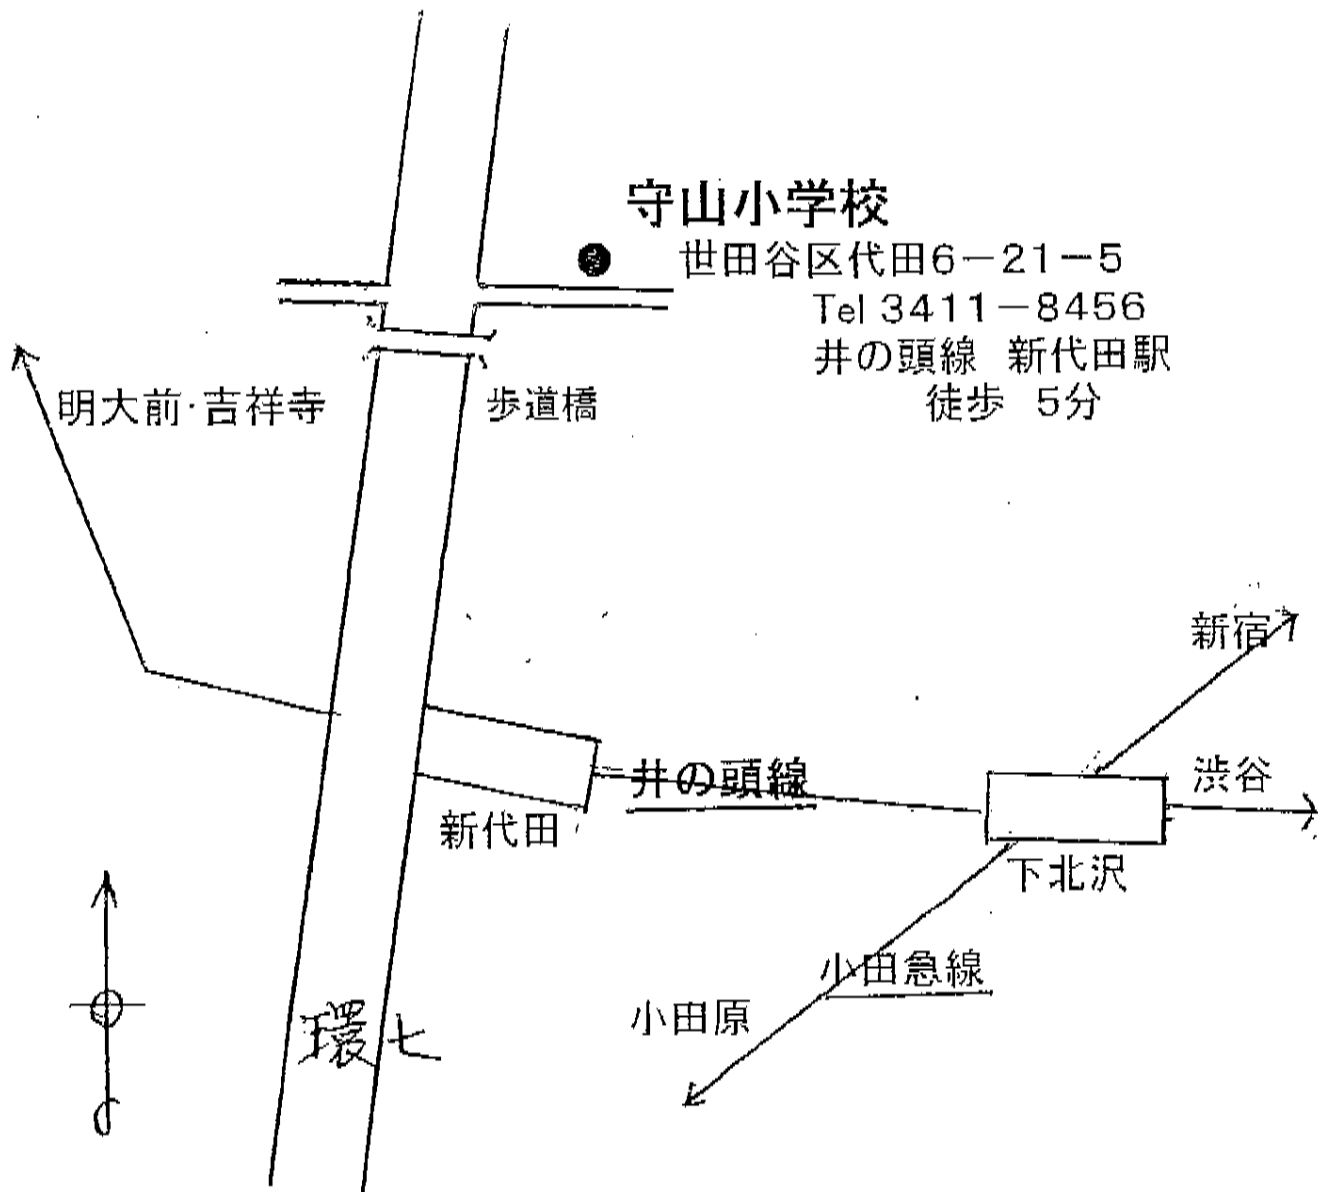 守山小学校
世田谷区代田6－21－5
Tel 3411－8456
井の頭線 新代田駅
徒歩 5分
明大前・吉祥寺
歩道橋
新宿
井の頭線
渋谷
新代田
下北沢
小田急線
小田原
環七